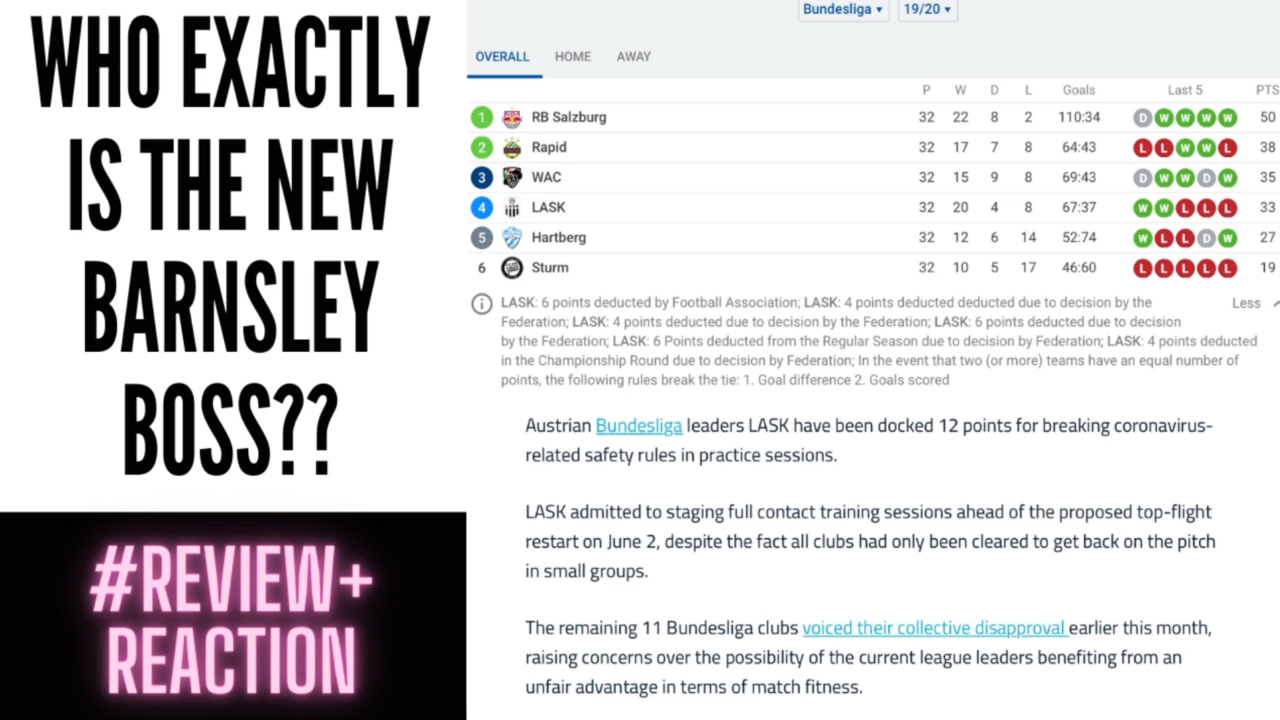 WHO EXACTLY
IS THE NEW
BARNSLEY
BOSS??
#REVIEW+
REACTION
Bundesliga ▾ 19/20 ▾
OVERALL HOME AWAY
P W D L Goals Last 5 PTS
1 RB Salzburg 32 22 8 2 110:34 D W W W W 50
2 Rapid 32 17 7 8 64:43 L L W W L 38
3 WAC 32 15 9 8 69:43 D W W D W 35
4 LASK 32 20 4 8 67:37 W W L L L 33
5 Hartberg 32 12 6 14 52:74 W L L D W 27
6 Sturm 32 10 5 17 46:60 L L L L L 19
LASK: 6 points deducted by Football Association; LASK: 4 points deducted deducted due to decision by the Less
Federation; LASK: 4 points deducted due to decision by the Federation; LASK: 6 points deducted due to decision
by the Federation; LASK: 6 Points deducted from the Regular Season due to decision by Federation; LASK: 4 points deducted
in the Championship Round due to decision by Federation; In the event that two (or more) teams have an equal number of
points, the following rules break the tie: 1. Goal difference 2. Goals scored
Austrian Bundesliga leaders LASK have been docked 12 points for breaking coronavirus-
related safety rules in practice sessions.
LASK admitted to staging full contact training sessions ahead of the proposed top-flight
restart on June 2, despite the fact all clubs had only been cleared to get back on the pitch
in small groups.
The remaining 11 Bundesliga clubs voiced their collective disapproval earlier this month,
raising concerns over the possibility of the current league leaders benefiting from an
unfair advantage in terms of match fitness.